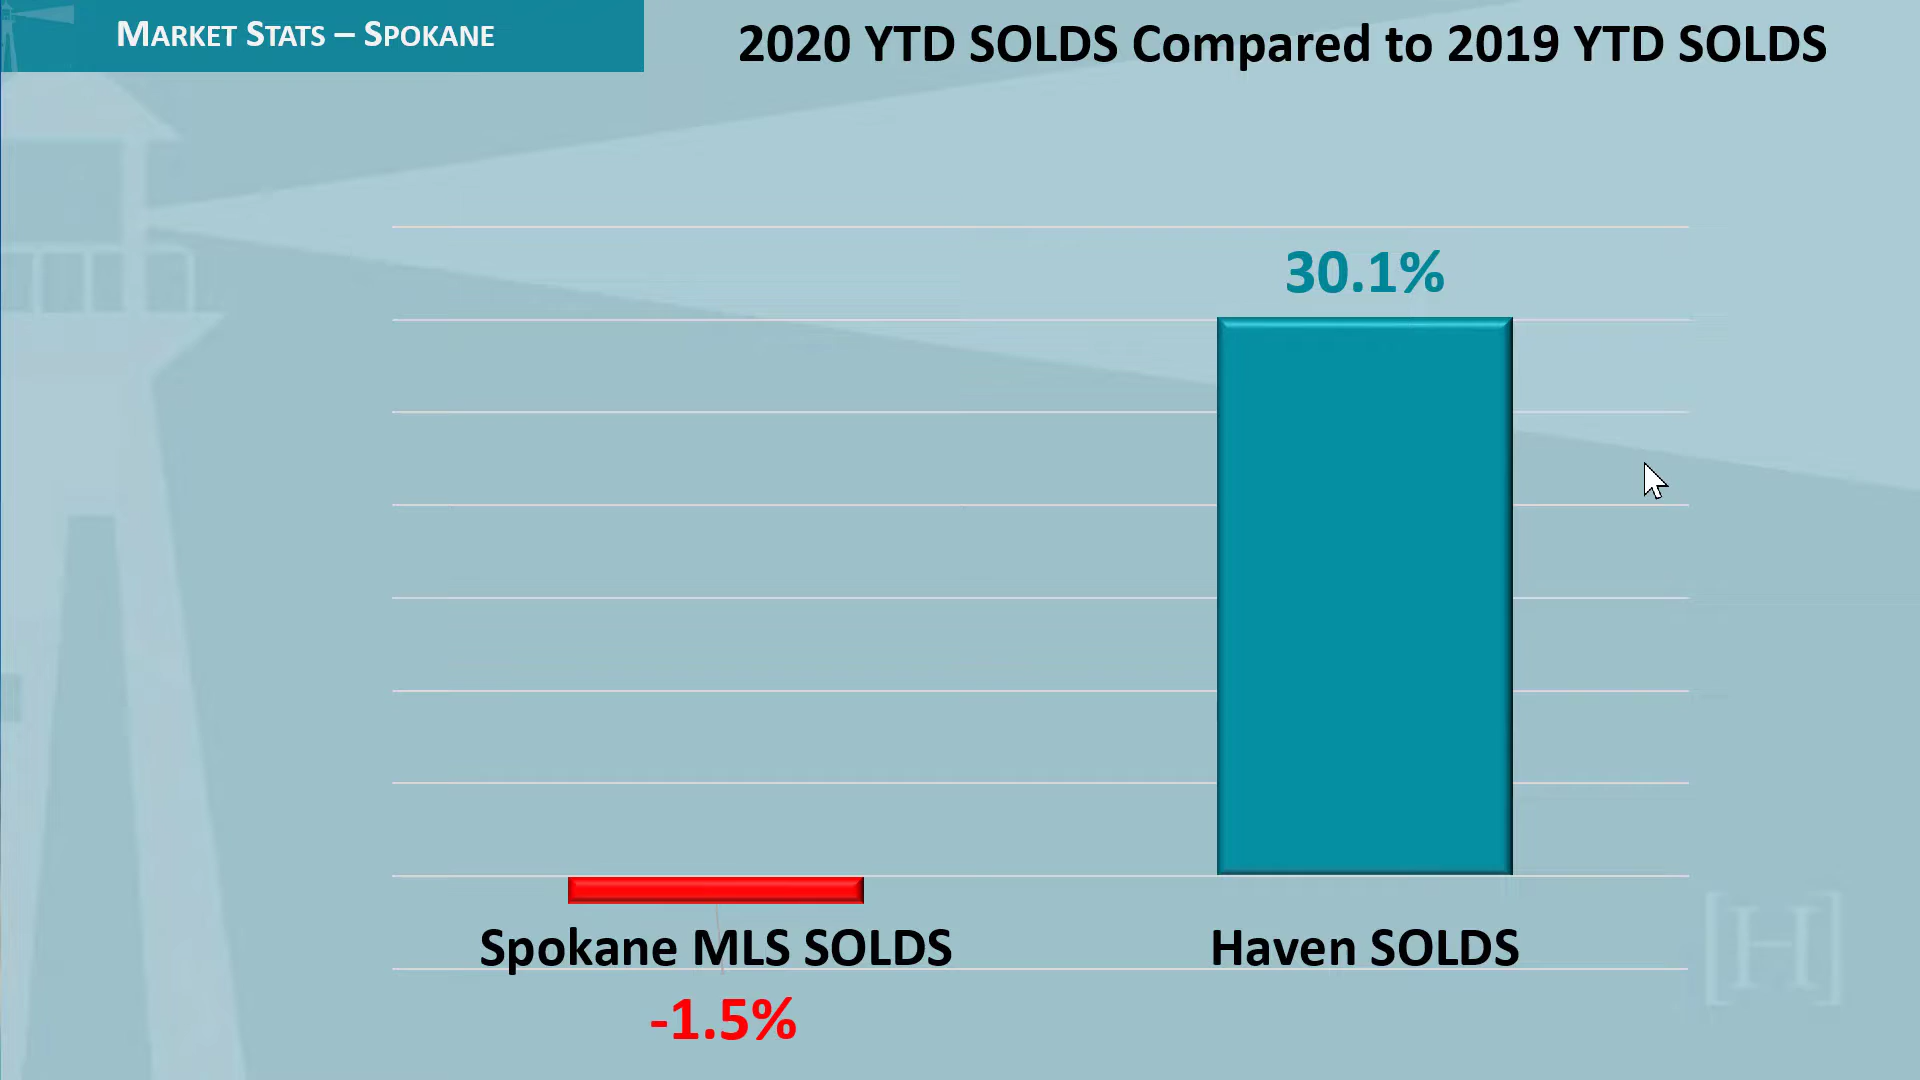 MARKET STATS – SPOKANE
2020 YTD SOLDS Compared to 2019 YTD SOLDS
30.1%
Spokane MLS SOLDS
Haven SOLDS
-1.5%
[H]